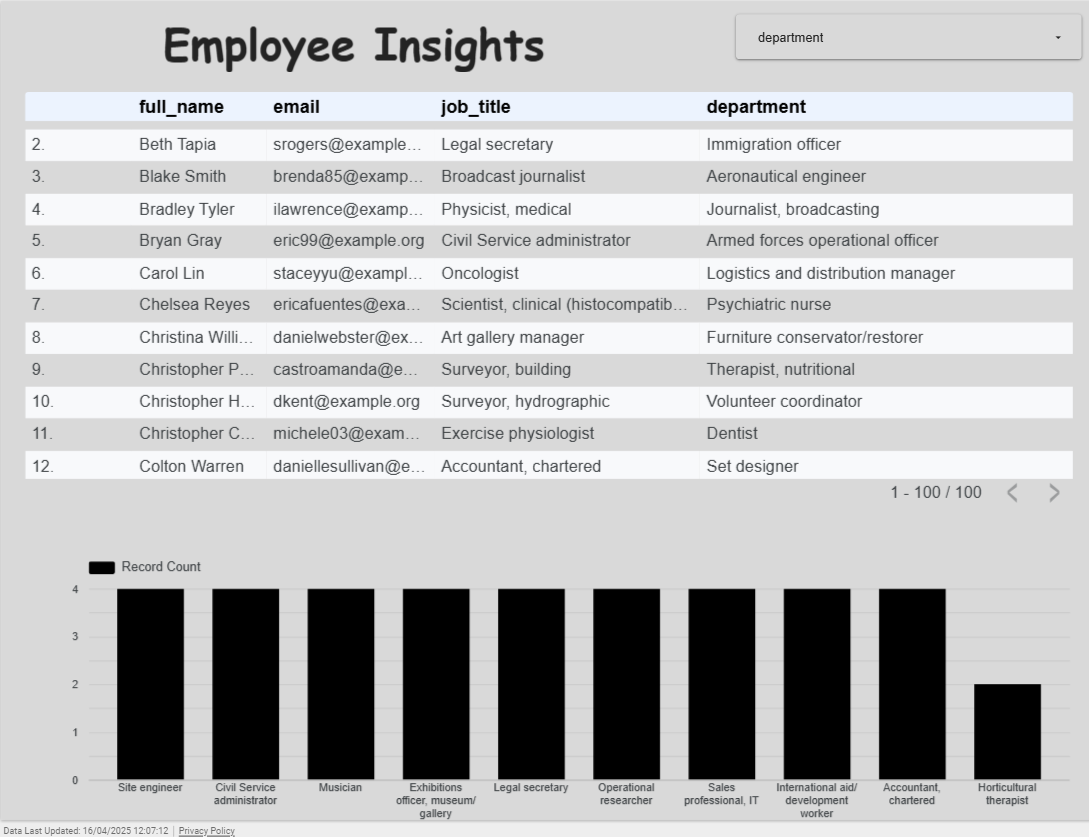 Employee Insights
department
full_name email job_title department
2. Beth Tapia srogers@example... Legal secretary Immigration officer
3. Blake Smith brenda85@examp... Broadcast journalist Aeronautical engineer
4. Bradley Tyler ilawrence@examp... Physicist, medical Journalist, broadcasting
5. Bryan Gray eric99@example.org Civil Service administrator Armed forces operational officer
6. Carol Lin staceyyu@exampl... Oncologist Logistics and distribution manager
7. Chelsea Reyes ericafuentes@exa... Scientist, clinical (histocompatib... Psychiatric nurse
8. Christina Willi... danielwebster@ex... Art gallery manager Furniture conservator/restorer
9. Christopher P... castroamanda@e... Surveyor, building Therapist, nutritional
10. Christopher H... dkent@example.org Surveyor, hydrographic Volunteer coordinator
11. Christopher C... michele03@exam... Exercise physiologist Dentist
12. Colton Warren daniellesullivan@e... Accountant, chartered Set designer
1 - 100 / 100 < >
Record Count
4
3
2
1
0
Site engineer
Civil Service
administrator
Musician
Exhibitions
officer, museum/
gallery
Legal secretary
Operational
researcher
Sales
professional, IT
International aid/
development
worker
Accountant,
chartered
Horticultural
therapist
Data Last Updated: 16/04/2025 12:07:12 | Privacy Policy